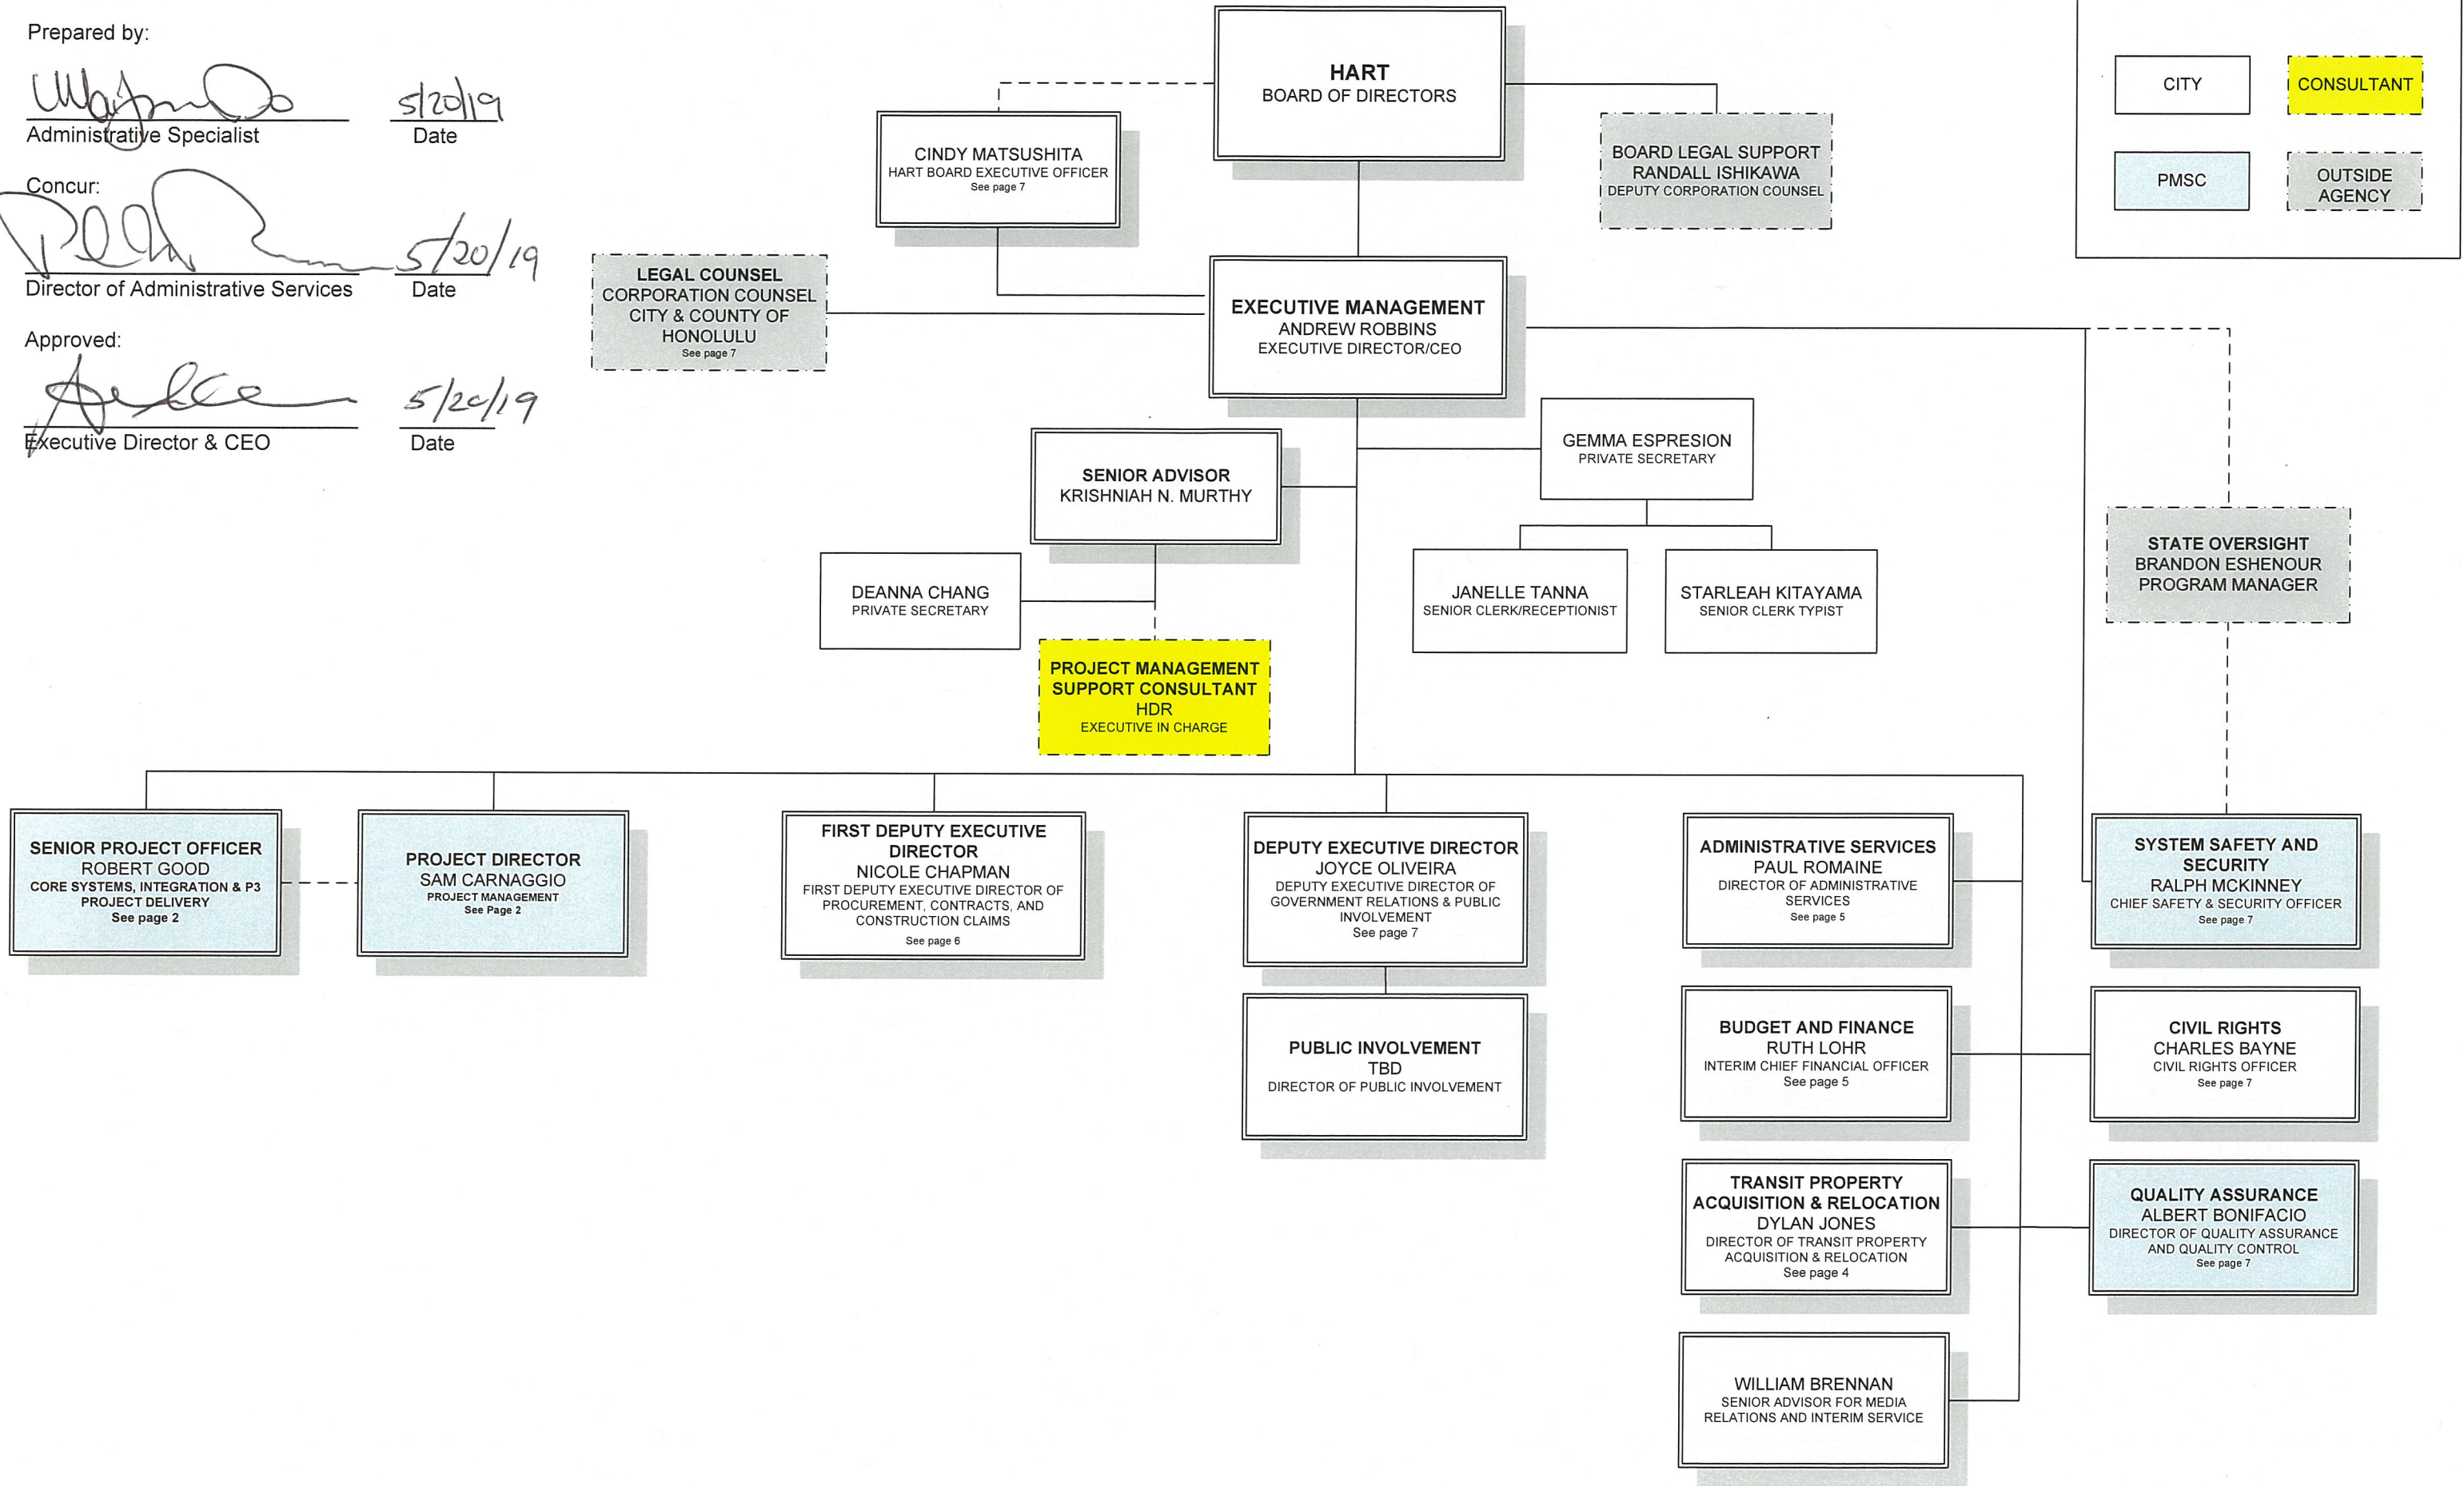 Prepared by:
5/20/19
Administrative Specialist
Date
Concur:
5/20/19
Director of Administrative Services
Date
Approved:
5/20/19
Executive Director & CEO
Date
HART
BOARD OF DIRECTORS
CITY
CONSULTANT
PMSC
OUTSIDE
AGENCY
CINDY MATSUSHITA
HART BOARD EXECUTIVE OFFICER
See page 7
BOARD LEGAL SUPPORT
RANDALL ISHIKAWA
DEPUTY CORPORATION COUNSEL
LEGAL COUNSEL
CORPORATION COUNSEL
CITY & COUNTY OF
HONOLULU
See page 7
EXECUTIVE MANAGEMENT
ANDREW ROBBINS
EXECUTIVE DIRECTOR/CEO
SENIOR ADVISOR
KRISHNIAH N. MURTHY
GEMMA ESPRESION
PRIVATE SECRETARY
DEANNA CHANG
PRIVATE SECRETARY
JANELLE TANNA
SENIOR CLERK/RECEPTIONIST
STARLEAH KITAYAMA
SENIOR CLERK TYPIST
STATE OVERSIGHT
BRANDON ESHENOUR
PROGRAM MANAGER
PROJECT MANAGEMENT
SUPPORT CONSULTANT
HDR
EXECUTIVE IN CHARGE
SENIOR PROJECT OFFICER
ROBERT GOOD
CORE SYSTEMS, INTEGRATION & P3
PROJECT DELIVERY
See page 2
PROJECT DIRECTOR
SAM CARNAGGIO
PROJECT MANAGEMENT
See Page 2
FIRST DEPUTY EXECUTIVE
DIRECTOR
NICOLE CHAPMAN
FIRST DEPUTY EXECUTIVE DIRECTOR OF
PROCUREMENT, CONTRACTS, AND
CONSTRUCTION CLAIMS
See page 6
DEPUTY EXECUTIVE DIRECTOR
JOYCE OLIVEIRA
DEPUTY EXECUTIVE DIRECTOR OF
GOVERNMENT RELATIONS & PUBLIC
INVOLVEMENT
See page 7
PUBLIC INVOLVEMENT
TBD
DIRECTOR OF PUBLIC INVOLVEMENT
ADMINISTRATIVE SERVICES
PAUL ROMAINE
DIRECTOR OF ADMINISTRATIVE
SERVICES
See page 5
SYSTEM SAFETY AND
SECURITY
RALPH MCKINNEY
CHIEF SAFETY & SECURITY OFFICER
See page 7
BUDGET AND FINANCE
RUTH LOHR
INTERIM CHIEF FINANCIAL OFFICER
See page 5
CIVIL RIGHTS
CHARLES BAYNE
CIVIL RIGHTS OFFICER
See page 7
TRANSIT PROPERTY
ACQUISITION & RELOCATION
DYLAN JONES
DIRECTOR OF TRANSIT PROPERTY
ACQUISITION & RELOCATION
See page 4
QUALITY ASSURANCE
ALBERT BONIFACIO
DIRECTOR OF QUALITY ASSURANCE
AND QUALITY CONTROL
See page 7
WILLIAM BRENNAN
SENIOR ADVISOR FOR MEDIA
RELATIONS AND INTERIM SERVICE